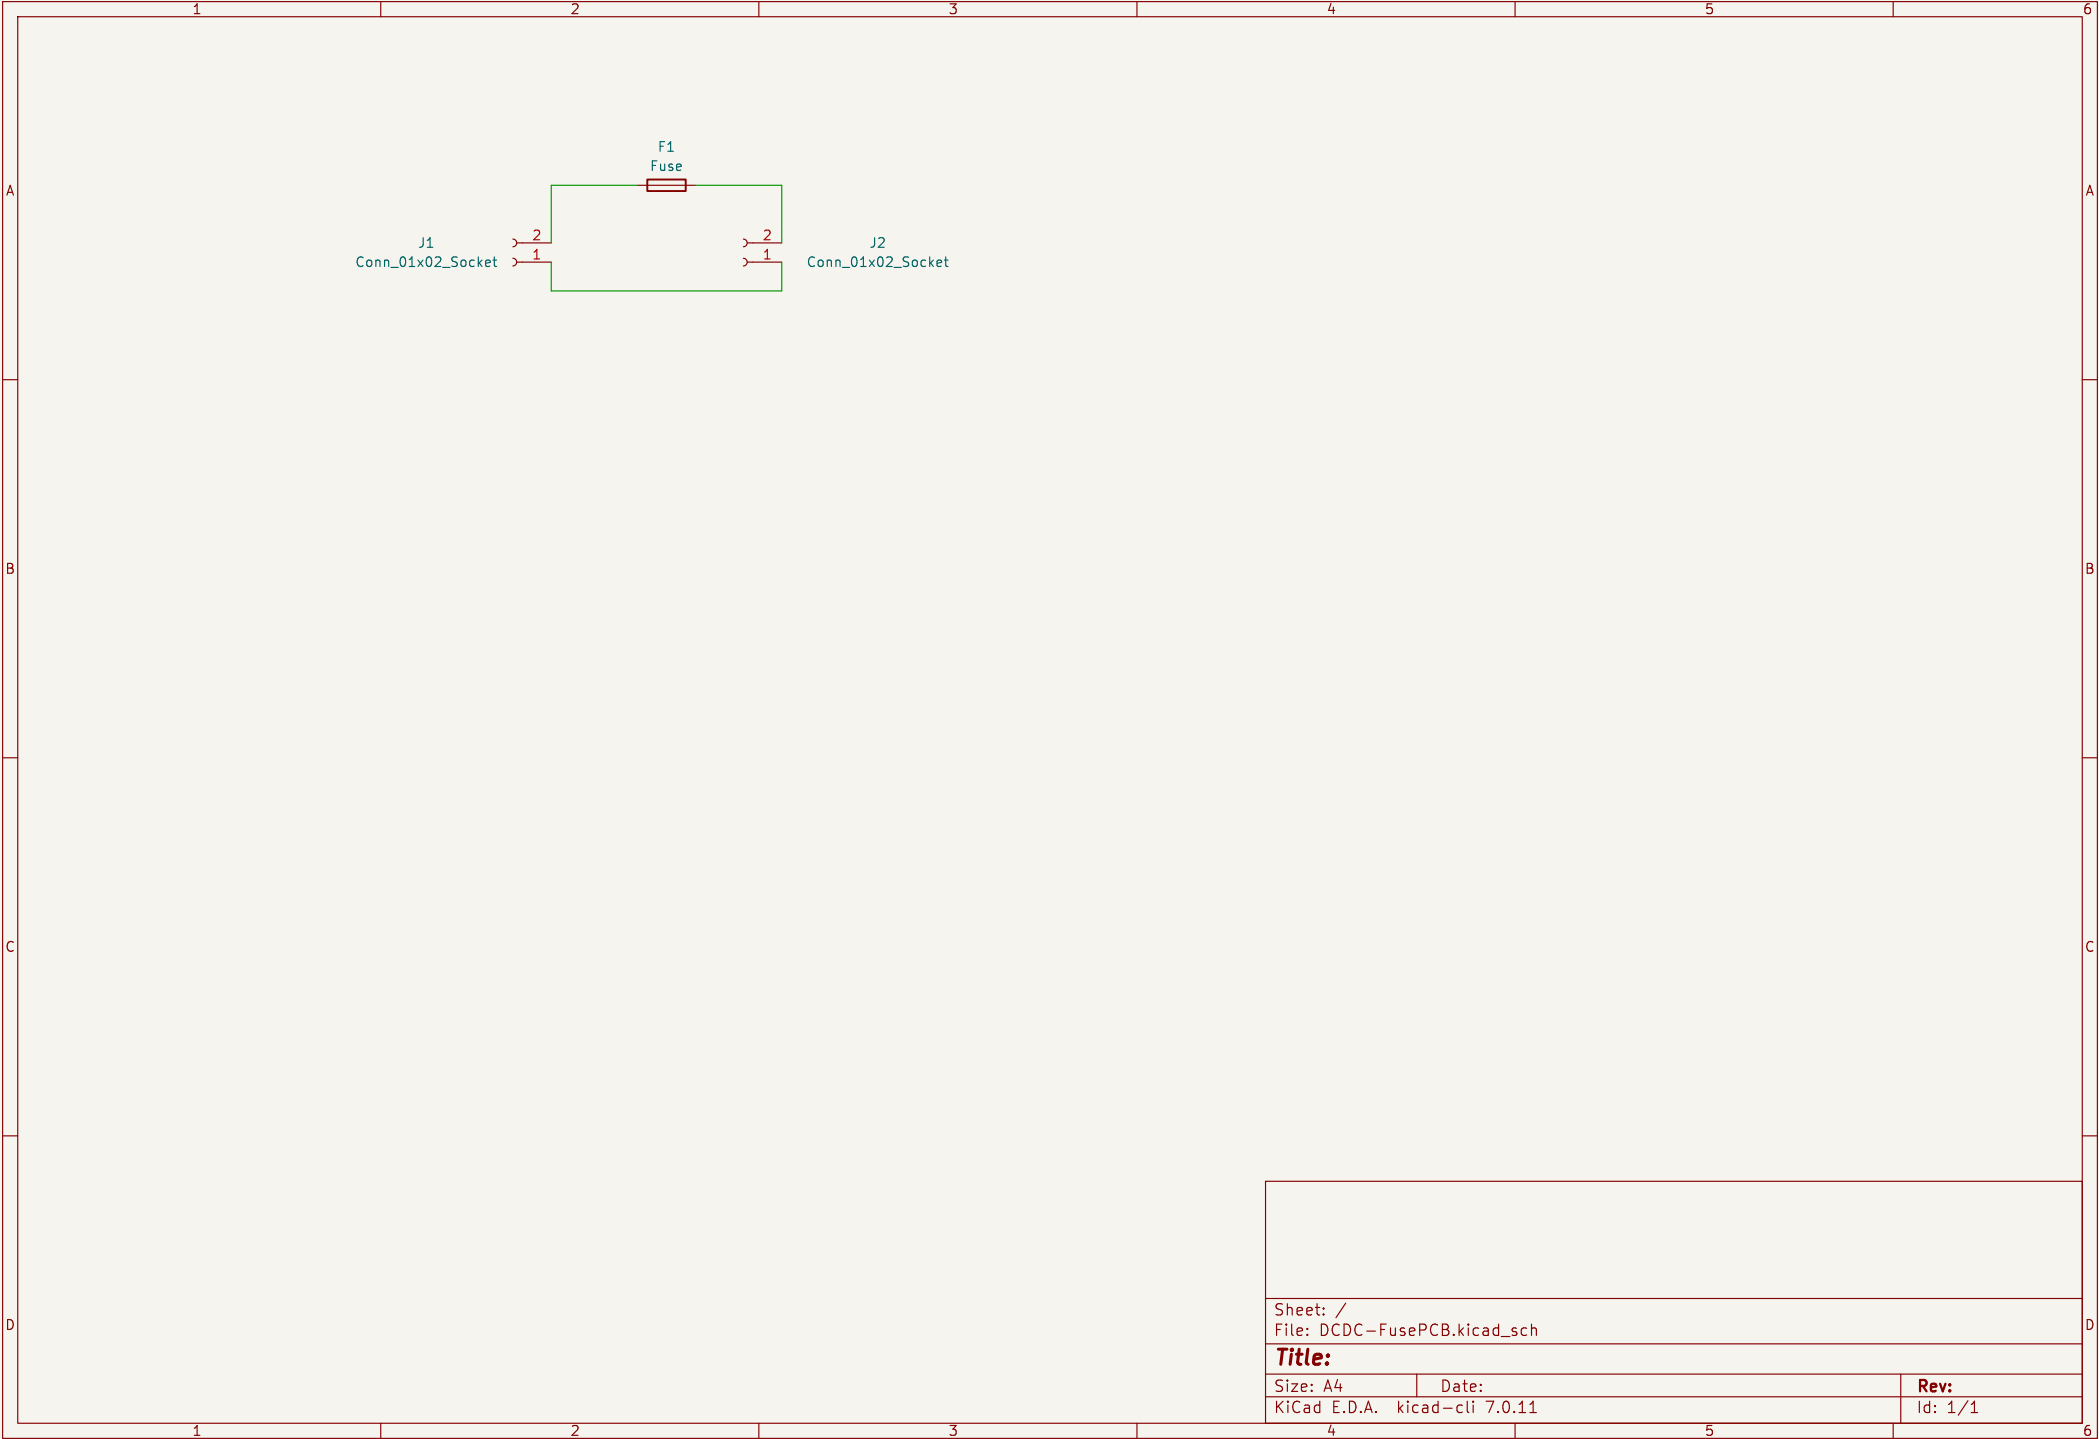 1 2 3 4 5 6
F1
Fuse
A A
2 2
J1 J2
1 1
Conn_01x02_Socket Conn_01x02_Socket
B B
C C
Sheet: /
File: DCDC-FusePCB.kicad_sch
D D
Title:
Size: A4 Date: Rev:
KiCad E.D.A. kicad-cli 7.0.11 Id: 1/1
1 2 3 4 5 6